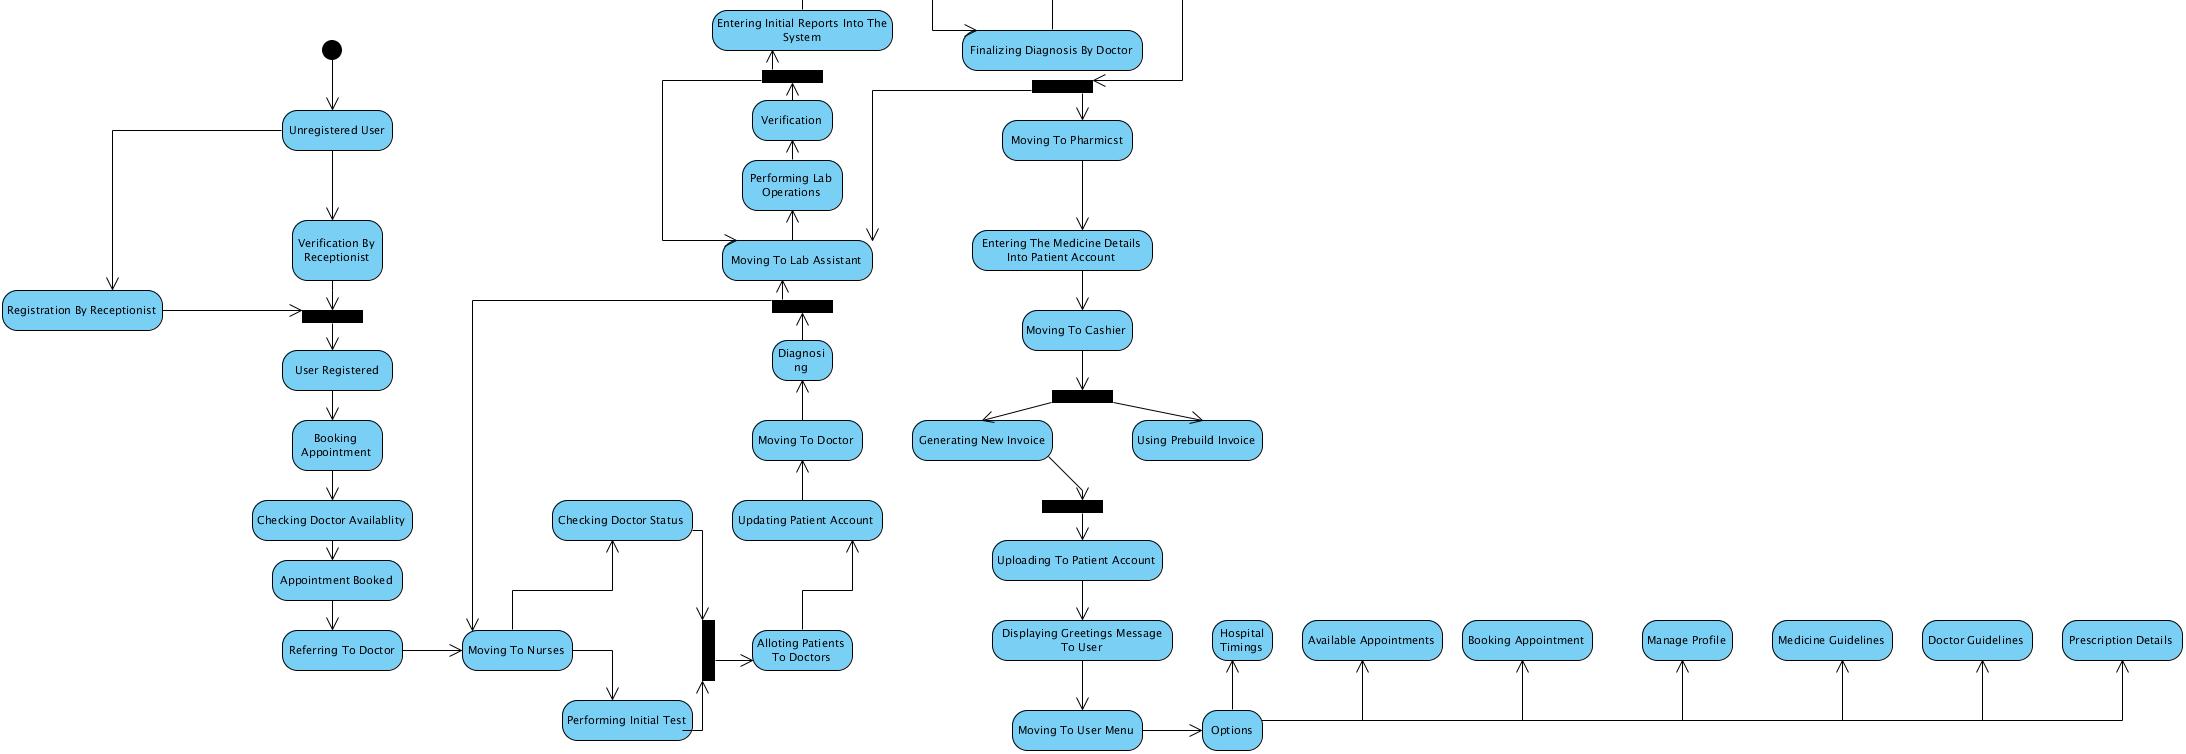 Entering Initial Reports Into The
System
Finalizing Diagnosis By Doctor
Unregistered User
Verification
Moving To Pharmicst
Performing Lab
Operations
Verification By
Receptionist
Moving To Lab Assistant
Entering The Medicine Details
Into Patient Account
Registration By Receptionist
Moving To Cashier
User Registered
Diagnosi
ng
Booking
Appointment
Moving To Doctor
Generating New Invoice
Using Prebuild Invoice
Checking Doctor Availablity
Checking Doctor Status
Updating Patient Account
Uploading To Patient Account
Appointment Booked
Referring To Doctor
Moving To Nurses
Alloting Patients
To Doctors
Displaying Greetings Message
To User
Hospital
Timings
Available Appointments
Booking Appointment
Manage Profile
Medicine Guidelines
Doctor Guidelines
Prescription Details
Performing Initial Test
Moving To User Menu
Options